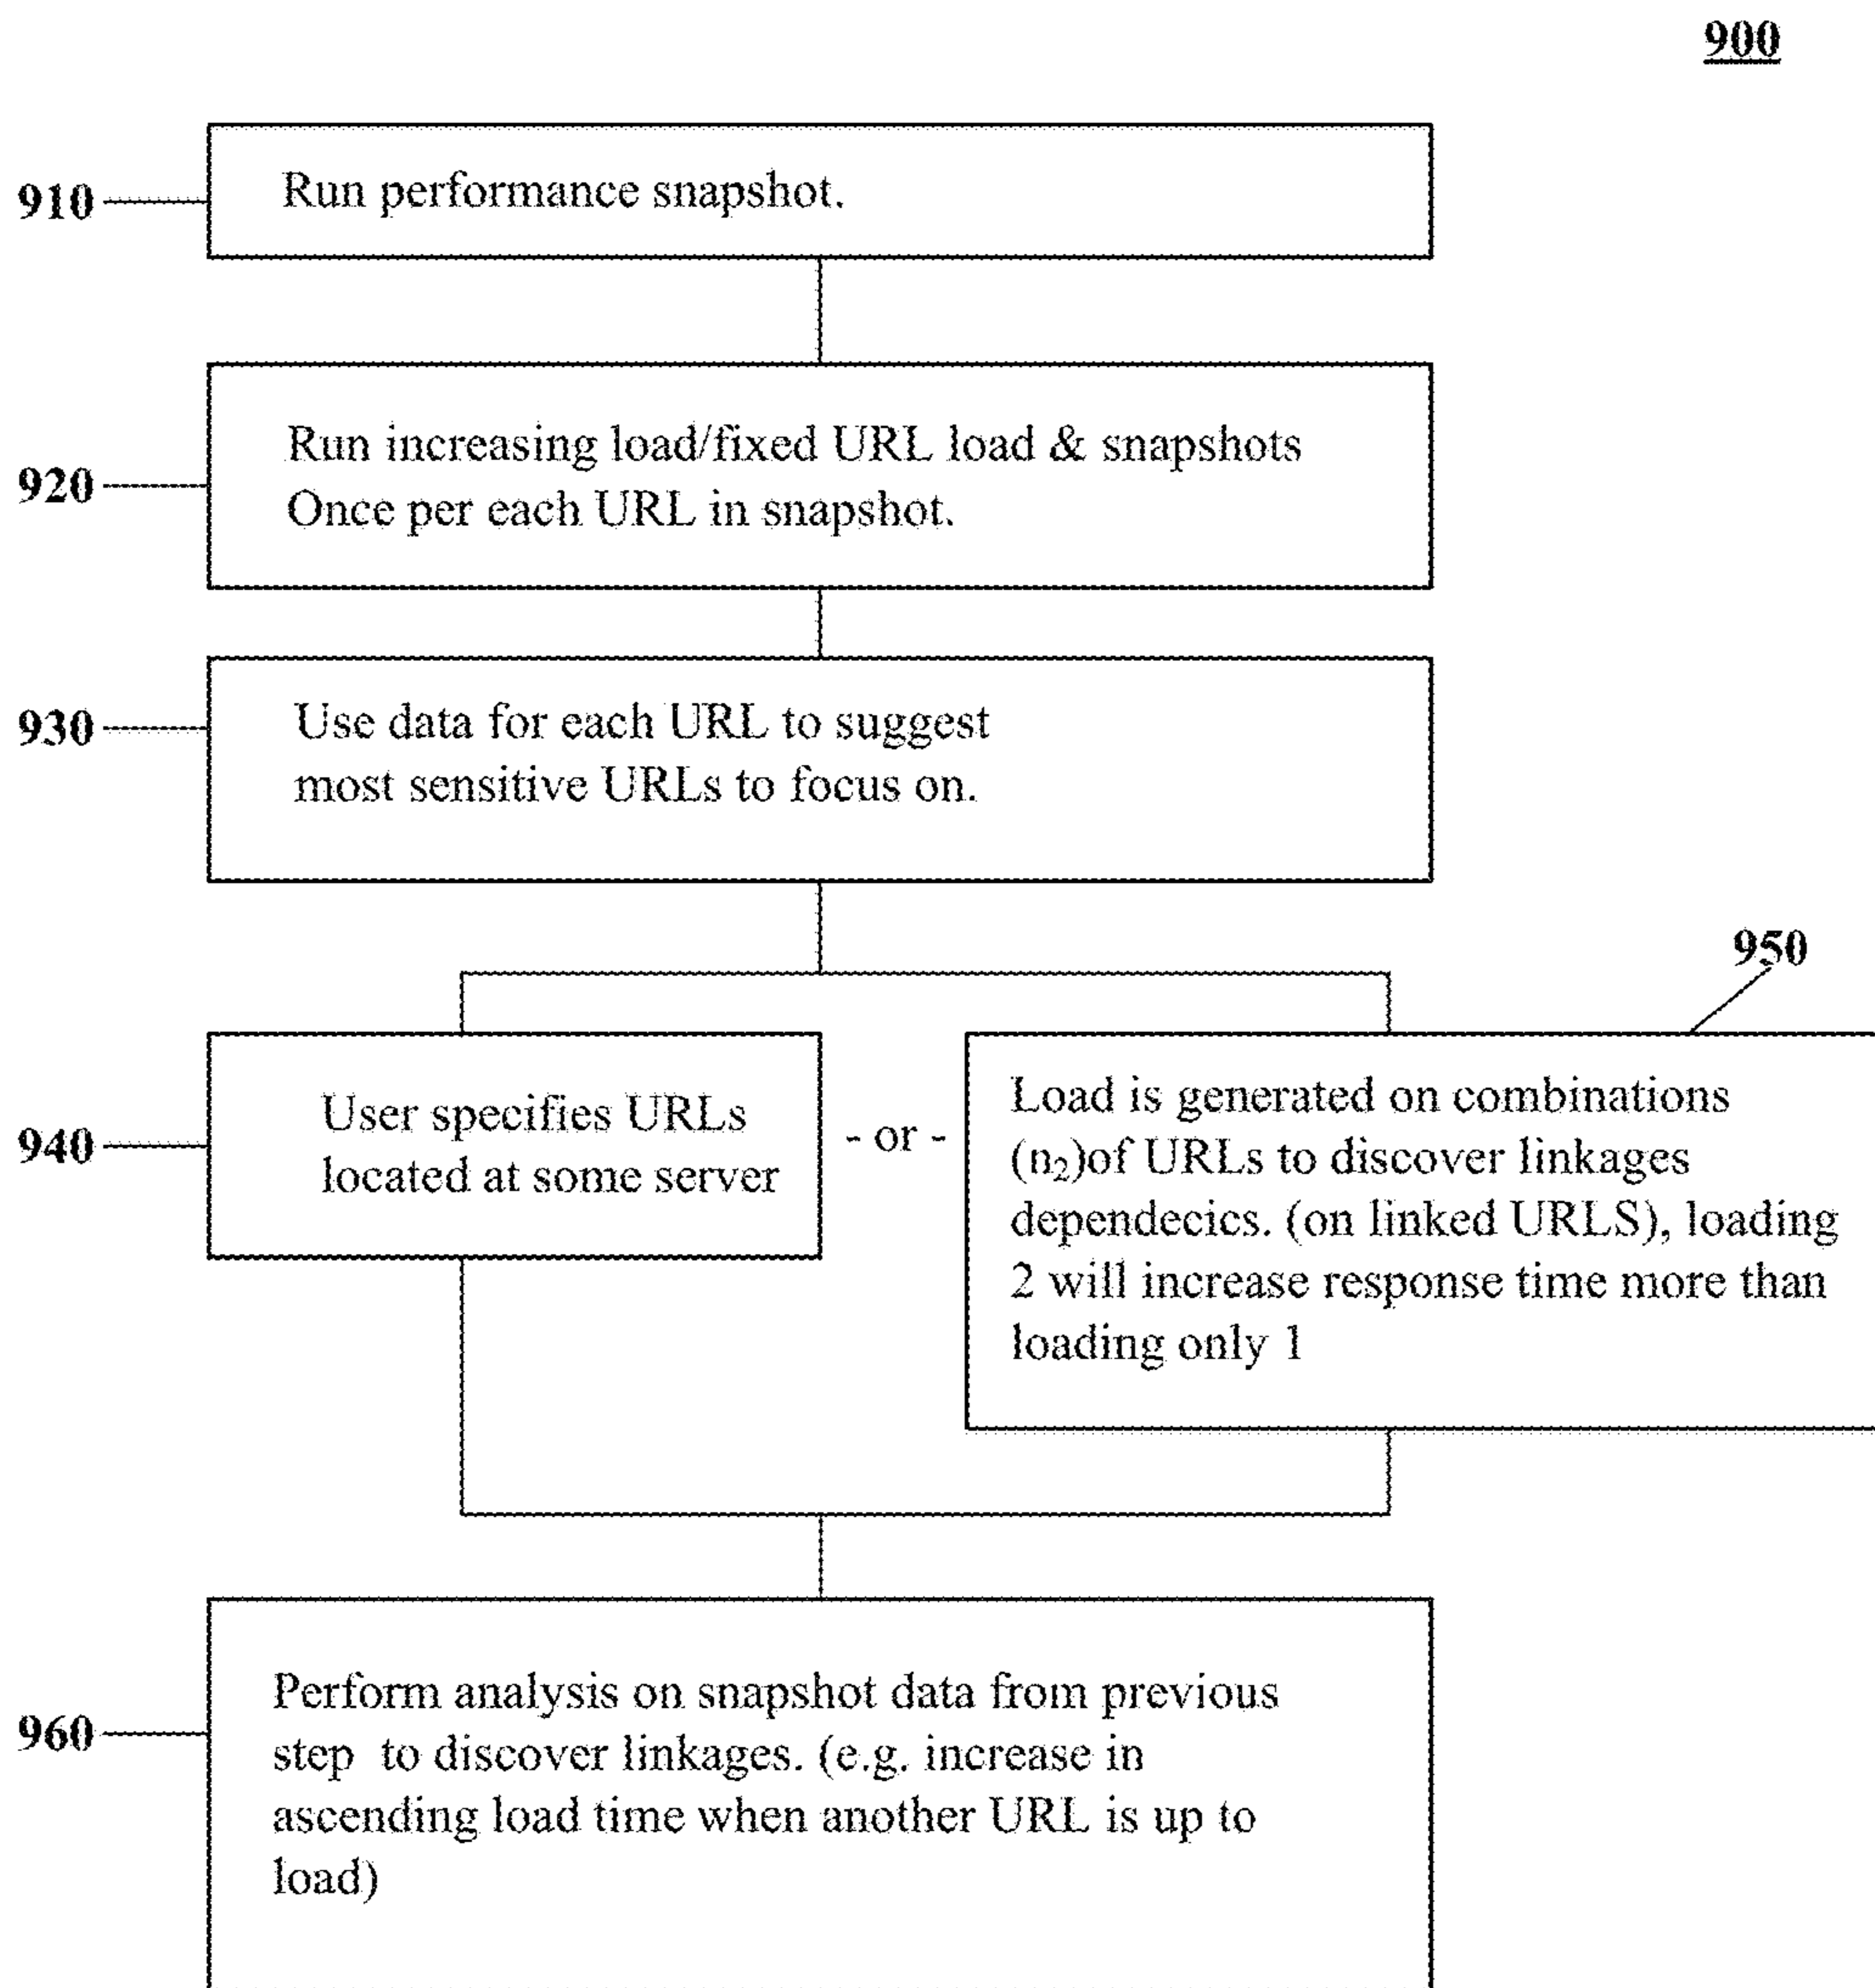 900
910
Run performance snapshot.
920
Run increasing load/fixed URL load & snapshots
Once per each URL in snapshot.
930
Use data for each URL to suggest
most sensitive URLs to focus on.
950
940
User specifies URLs
located at some server
- or -
Load is generated on combinations
(n₂)of URLs to discover linkages
dependecics. (on linked URLS), loading
2 will increase response time more than
loading only 1
960
Perform analysis on snapshot data from previous
step to discover linkages. (e.g. increase in
ascending load time when another URL is up to
load)